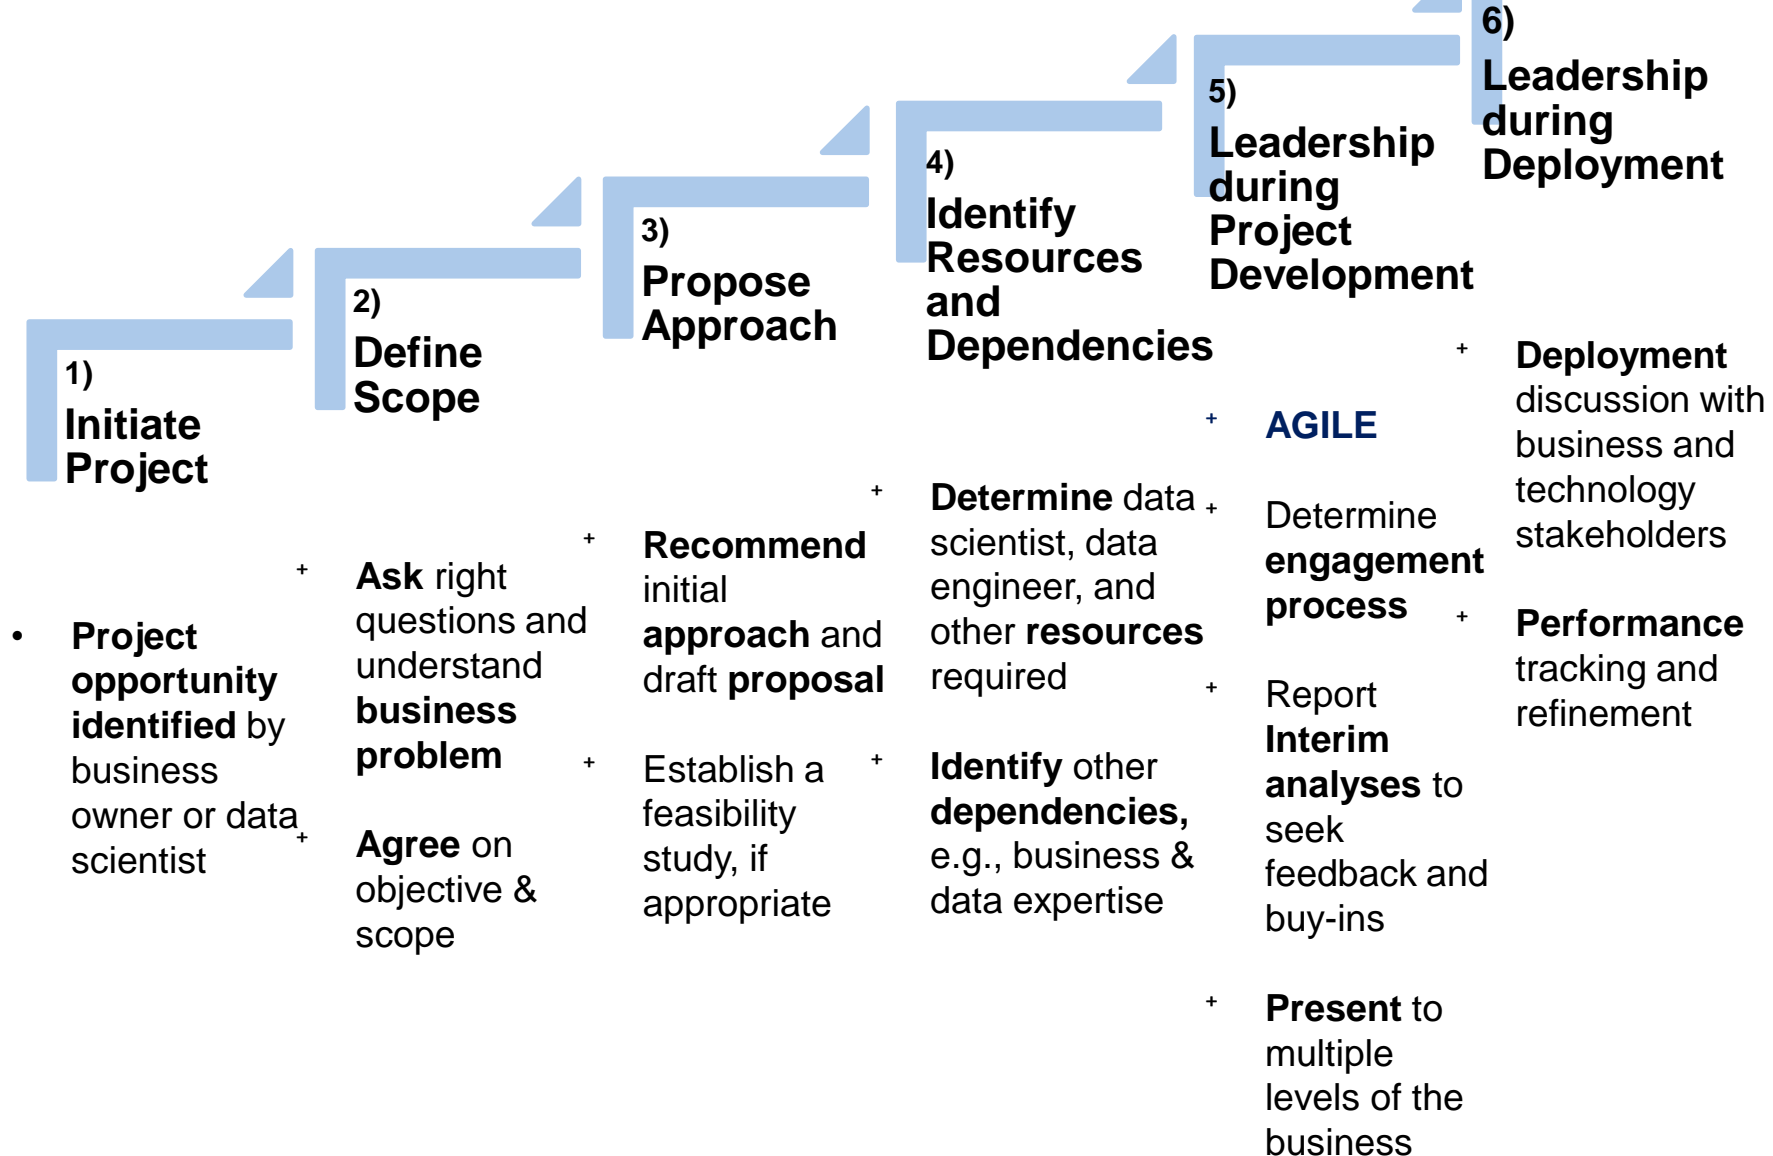 1)
Initiate
Project
• Project
opportunity
identified by
business
owner or data
scientist
2)
Define
Scope
+ Ask right
questions and
understand
business
problem
+ Agree on
objective &
scope
3)
Propose
Approach
+ Recommend
initial
approach and
draft proposal
+ Establish a
feasibility
study, if
appropriate
4)
Identify
Resources
and
Dependencies
+ Determine data
scientist, data
engineer, and
other resources
required
+ Identify other
dependencies,
e.g., business &
data expertise
5)
Leadership
during
Project
Development
+ AGILE
+ Determine
engagement
process
+ Report
Interim
analyses to
seek
feedback and
buy-ins
+ Present to
multiple
levels of the
business
6)
Leadership
during
Deployment
+ Deployment
discussion with
business and
technology
stakeholders
+ Performance
tracking and
refinement